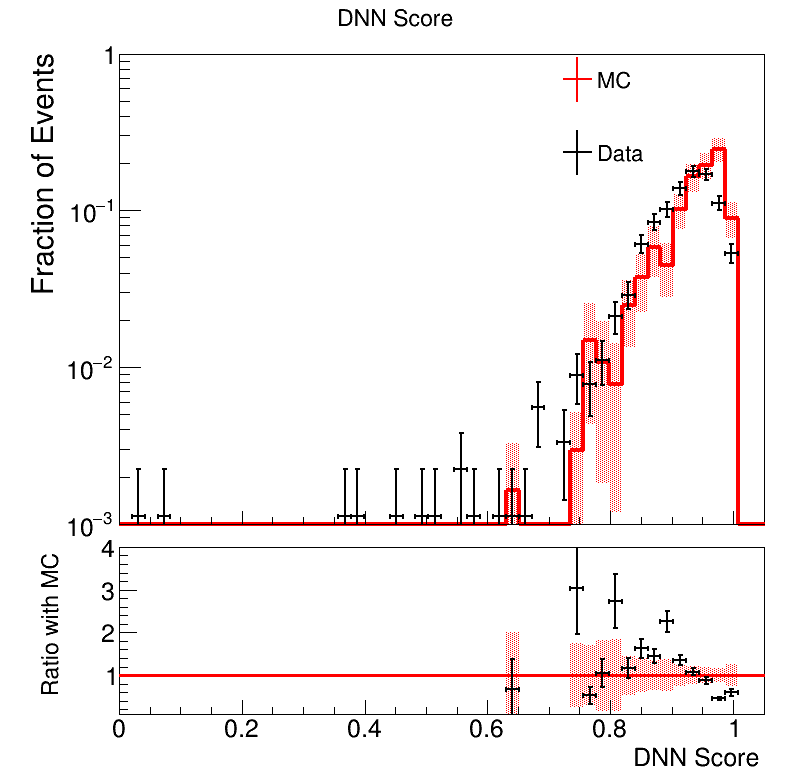 DNN Score
Fraction of Events
1
10⁻¹
10⁻²
10⁻³
MC
Data
Ratio with MC
4
3
2
1
0 0.2 0.4 0.6 0.8 1
DNN Score